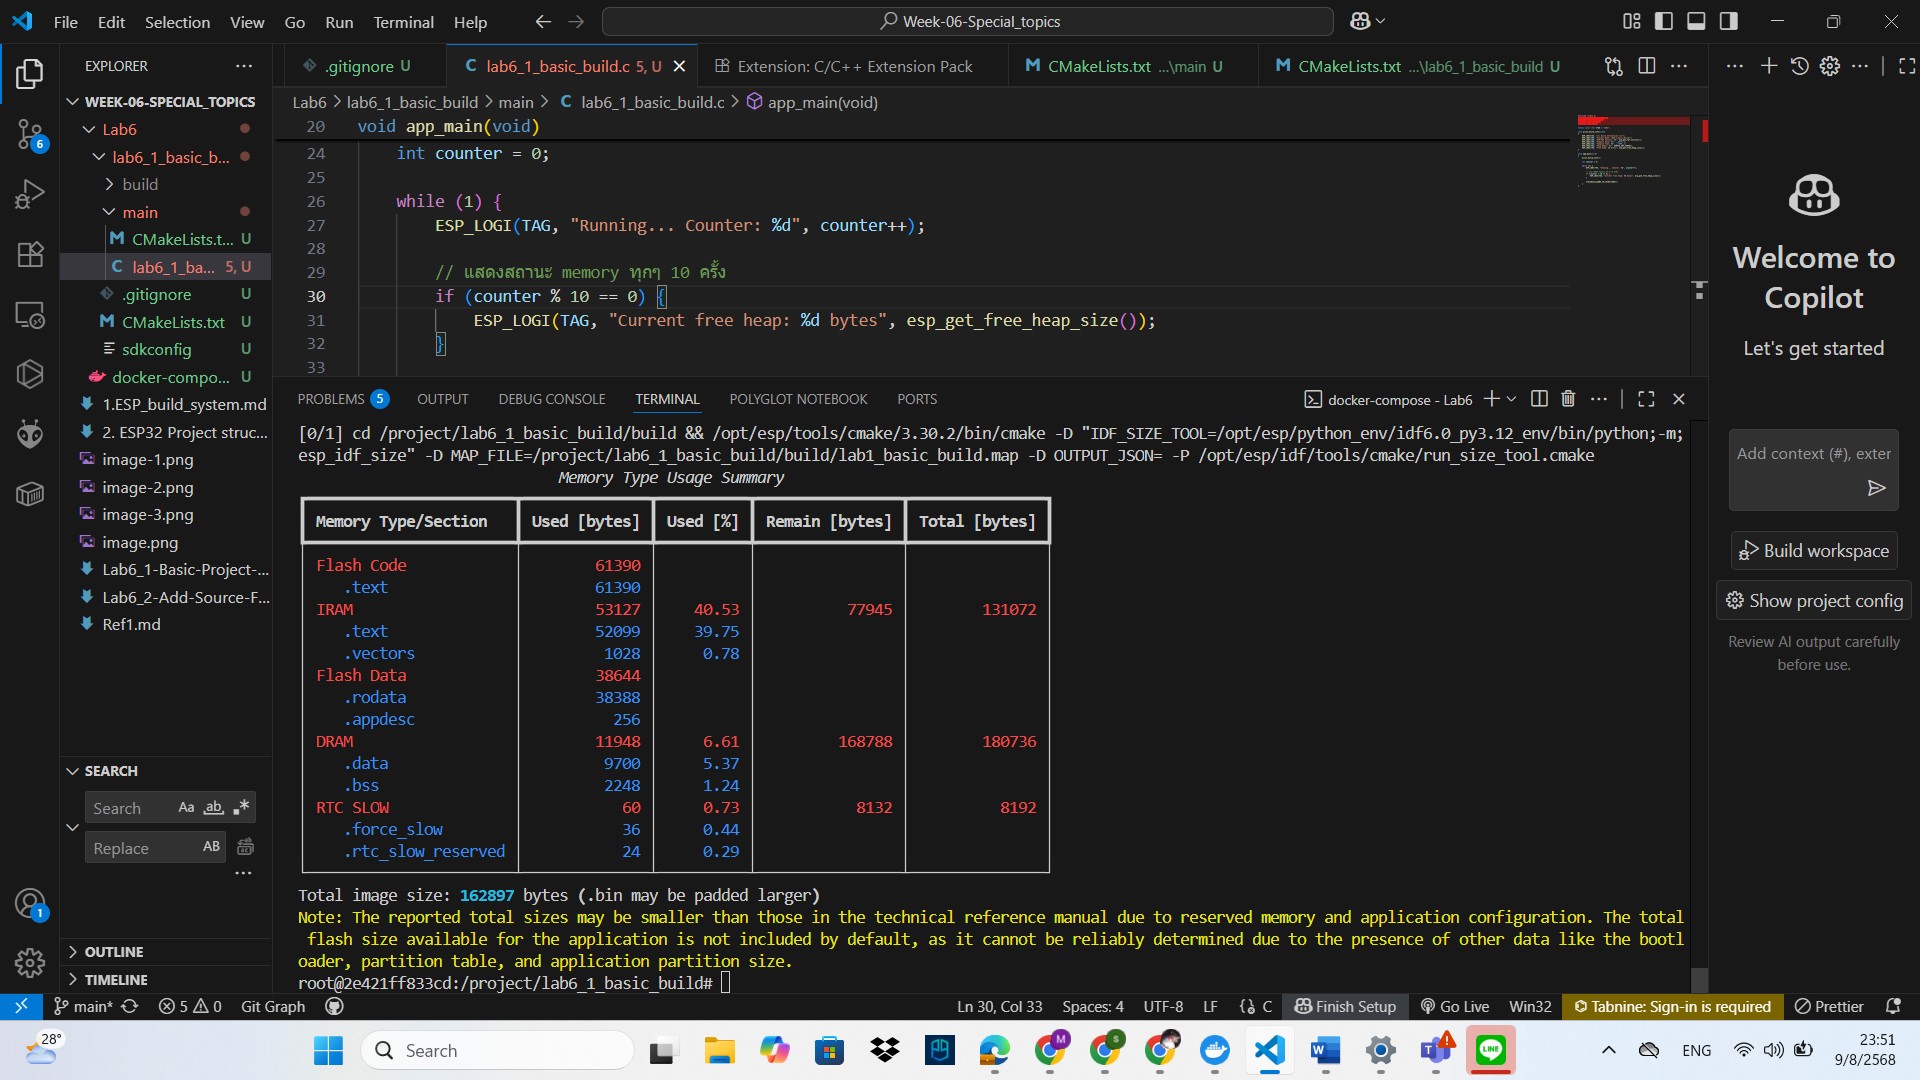 File Edit Selection View Go Run Terminal Help
Week-06-Special_topics
EXPLORER
WEEK-06-SPECIAL_TOPICS
Lab6
lab6_1_basic_b...
build
main
CMakeLists.t... U
lab6_1_ba... 5, U
.gitignore U
CMakeLists.txt U
sdkconfig U
docker-compo... U
1.ESP_build_system.md
2. ESP32 Project struc...
image-1.png
image-2.png
image-3.png
image.png
Lab6_1-Basic-Project-...
Lab6_2-Add-Source-F...
Ref1.md
SEARCH
Search Aa ab
Replace AB
OUTLINE
TIMELINE
6
1
.gitignore U
C lab6_1_basic_build.c 5, U
Extension: C/C++ Extension Pack
M CMakeLists.txt ...\main U
M CMakeLists.txt ...\lab6_1_basic_build U
Lab6 > lab6_1_basic_build > main > C lab6_1_basic_build.c > app_main(void)
20 void app_main(void)
24 int counter = 0;
25
26 while (1) {
27 ESP_LOGI(TAG, "Running... Counter: %d", counter++);
28
29 // แสดงสถานะ memory ทุกๆ 10 ครั้ง
30 if (counter % 10 == 0) {
31 ESP_LOGI(TAG, "Current free heap: %d bytes", esp_get_free_heap_size());
32 }
33
PROBLEMS 5 OUTPUT DEBUG CONSOLE TERMINAL POLYGLOT NOTEBOOK PORTS
docker-compose - Lab6
[0/1] cd /project/lab6_1_basic_build/build && /opt/esp/tools/cmake/3.30.2/bin/cmake -D "IDF_SIZE_TOOL=/opt/esp/python_env/idf6.0_py3.12_env/bin/python;-m;
esp_idf_size" -D MAP_FILE=/project/lab6_1_basic_build/build/lab1_basic_build.map -D OUTPUT_JSON= -P /opt/esp/idf/tools/cmake/run_size_tool.cmake
Memory Type Usage Summary
Memory Type/Section Used [bytes] Used [%] Remain [bytes] Total [bytes]
Flash Code 61390
.text 61390
IRAM 53127 40.53 77945 131072
.text 52099 39.75
.vectors 1028 0.78
Flash Data 38644
.rodata 38388
.appdesc 256
DRAM 11948 6.61 168788 180736
.data 9700 5.37
.bss 2248 1.24
RTC SLOW 60 0.73 8132 8192
.force_slow 36 0.44
.rtc_slow_reserved 24 0.29
Total image size: 162897 bytes (.bin may be padded larger)
Note: The reported total sizes may be smaller than those in the technical reference manual due to reserved memory and application configuration. The total
flash size available for the application is not included by default, as it cannot be reliably determined due to the presence of other data like the bootl
oader, partition table, and application partition size.
root@2e421ff833cd:/project/lab6_1_basic_build#
Welcome to
Copilot
Let's get started
Add context (#), exter
Build workspace
Show project config
Review AI output carefully
before use.
main* 5 0 Git Graph
Ln 30, Col 33 Spaces: 4 UTF-8 LF {} C Finish Setup Go Live Win32 Tabnine: Sign-in is required Prettier
28°
Search
M
S
W
LINE
ENG
23:51
9/8/2568